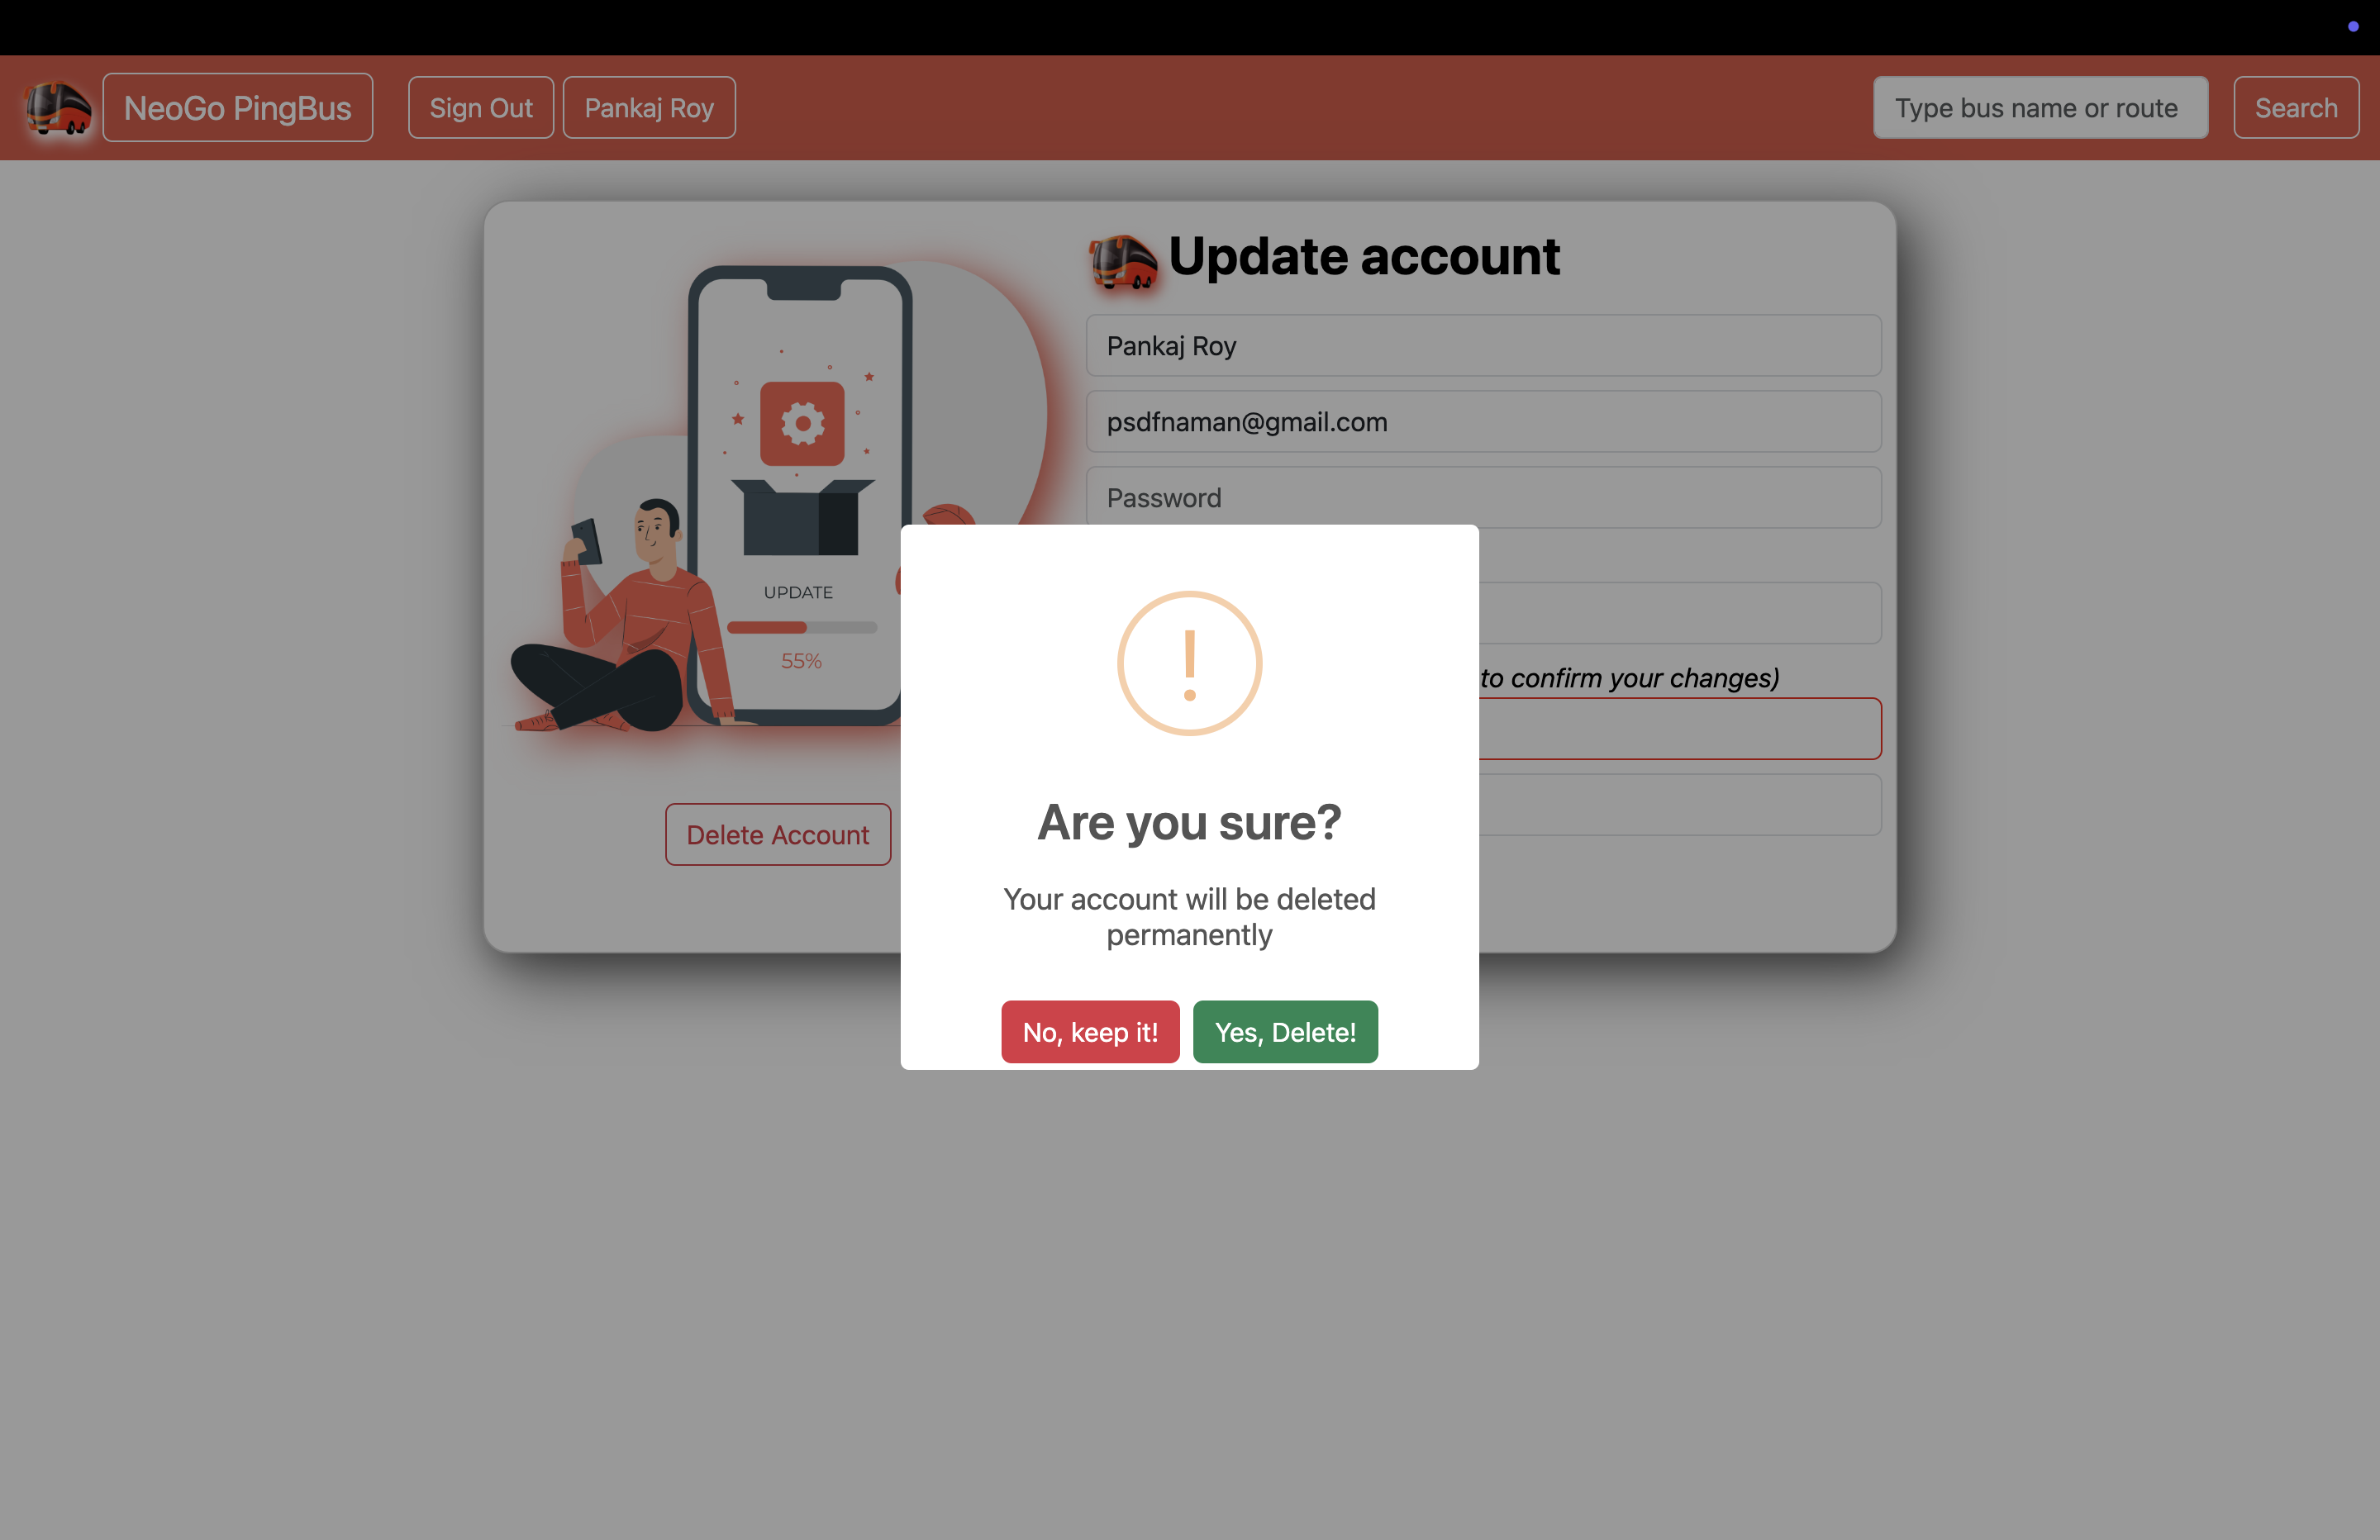 NeoGo PingBus
Sign Out
Pankaj Roy
Type bus name or route
Search
Update account
Pankaj Roy
psdfnaman@gmail.com
Password
UPDATE
55%
to confirm your changes)
Delete Account
Are you sure?
Your account will be deleted
permanently
No, keep it!
Yes, Delete!